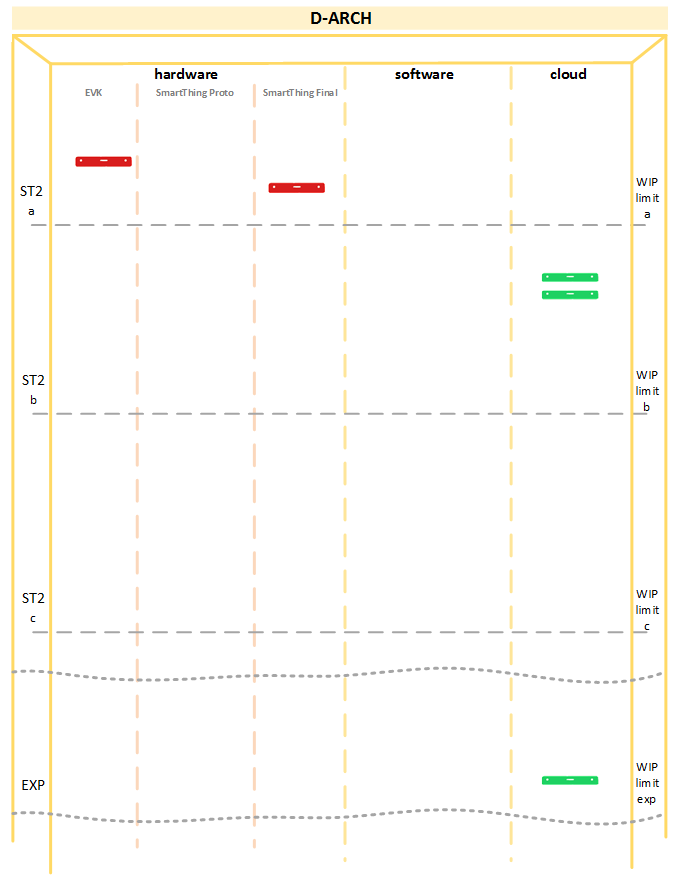 D-ARCH
hardware software cloud
EVK SmartThing Proto SmartThing Final
ST2
a
WIP
limit
a
ST2
b
WIP
limit
b
ST2
c
WIP
limit
c
EXP
WIP
limit
exp